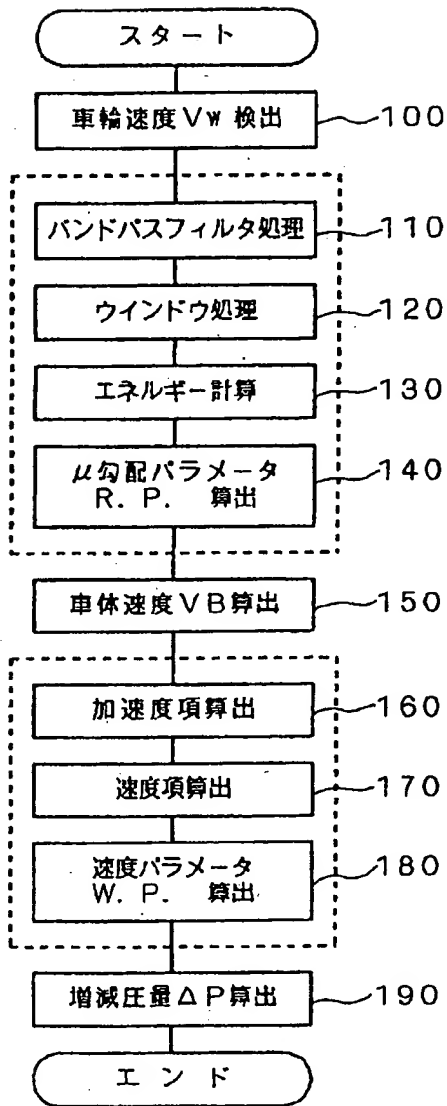 スタート
車輪速度Vw検出 100
バンドパスフィルタ処理 110
ウインドウ処理 120
エネルギー計算 130
μ勾配パラメータ
R.P. 算出 140
車体速度VB算出 150
加速度項算出 160
速度項算出 170
速度パラメータ
W.P. 算出 180
増減圧量ΔP算出 190
エンド